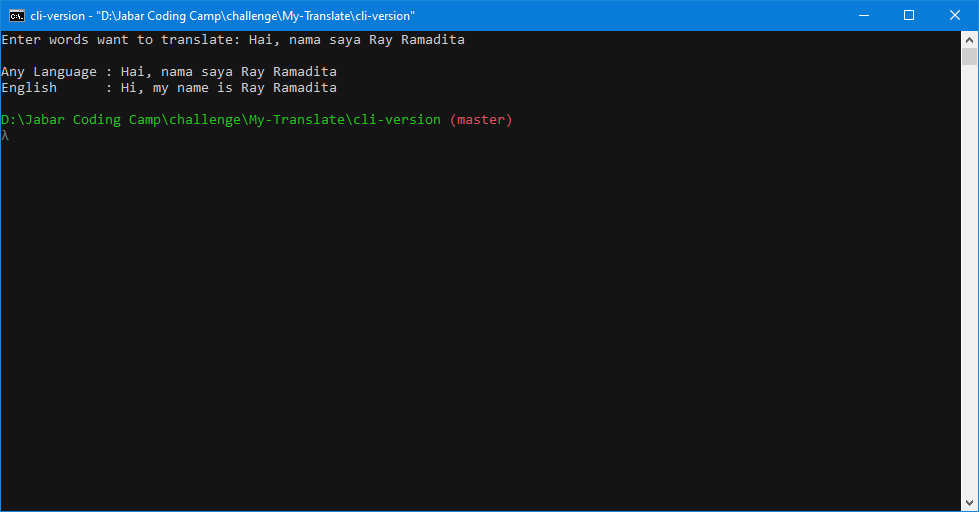 cli-version - "D:\Jabar Coding Camp\challenge\My-Translate\cli-version"
Enter words want to translate: Hai, nama saya Ray Ramadita
Any Language : Hai, nama saya Ray Ramadita
English      : Hi, my name is Ray Ramadita
D:\Jabar Coding Camp\challenge\My-Translate\cli-version (master)
λ